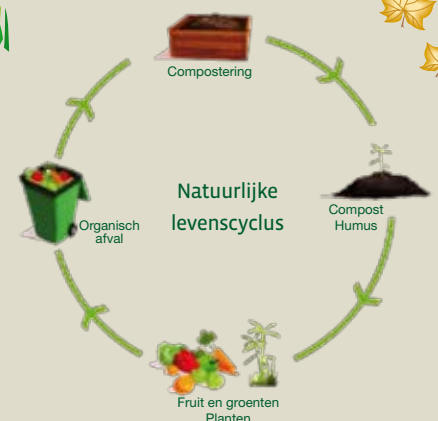 Compostering
Natuurlijke
levenscyclus
Compost
Humus
Organisch
afval
Fruit en groenten
Planten